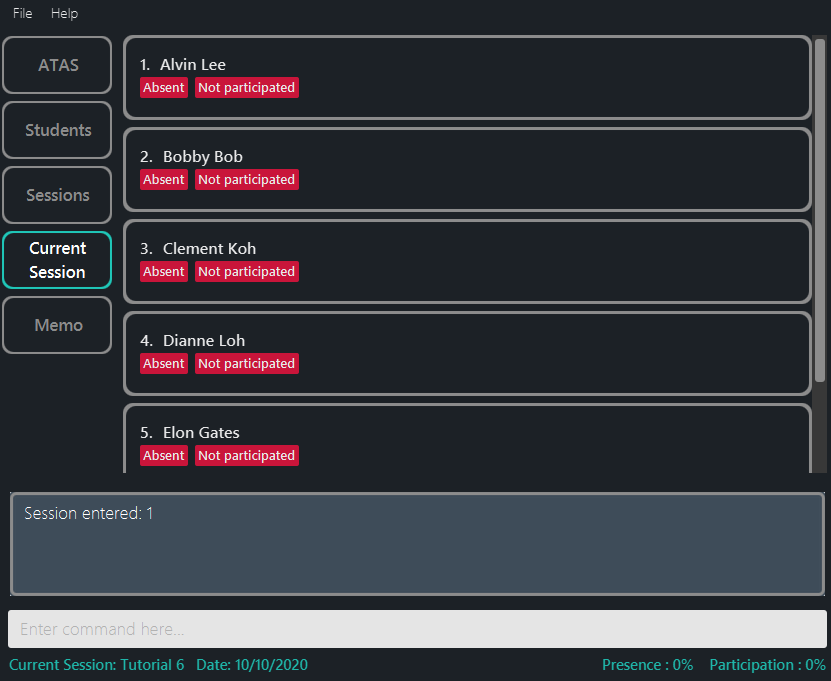 File Help
ATAS
Students
Sessions
Current
Session
Memo
1. Alvin Lee
Absent Not participated
2. Bobby Bob
Absent Not participated
3. Clement Koh
Absent Not participated
4. Dianne Loh
Absent Not participated
5. Elon Gates
Absent Not participated
Session entered: 1
Enter command here...
Current Session: Tutorial 6 Date: 10/10/2020 Presence : 0% Participation : 0%